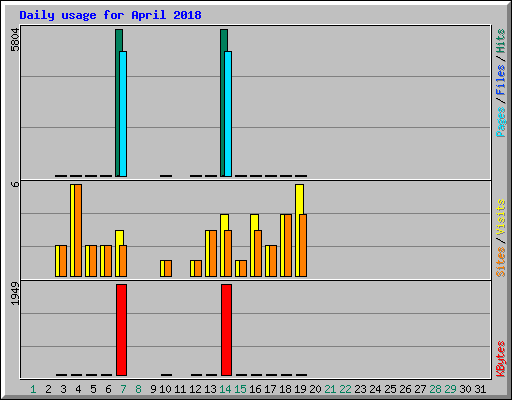 Daily usage for April 2018
5804
6
1949
Pages / Files / Hits
Sites / Visits
KBytes
1 2 3 4 5 6 7 8 9 10 11 12 13 14 15 16 17 18 19 20 21 22 23 24 25 26 27 28 29 30 31